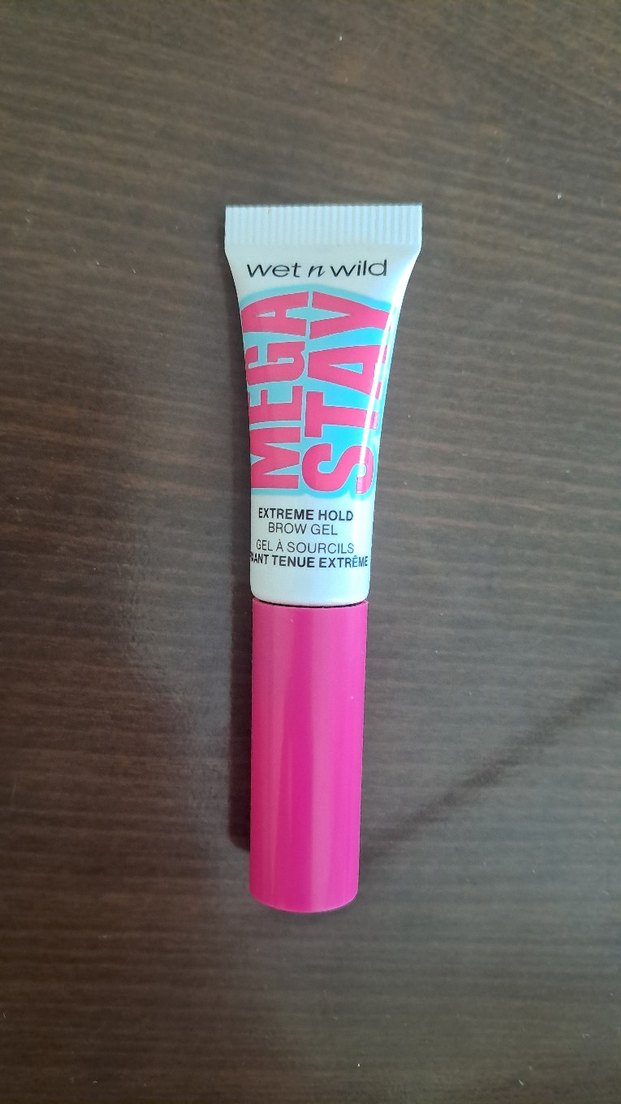 wet n wild
MEGA
STAY
EXTREME HOLD
BROW GEL
GEL À SOURCILS
TENUE EXTRÊME